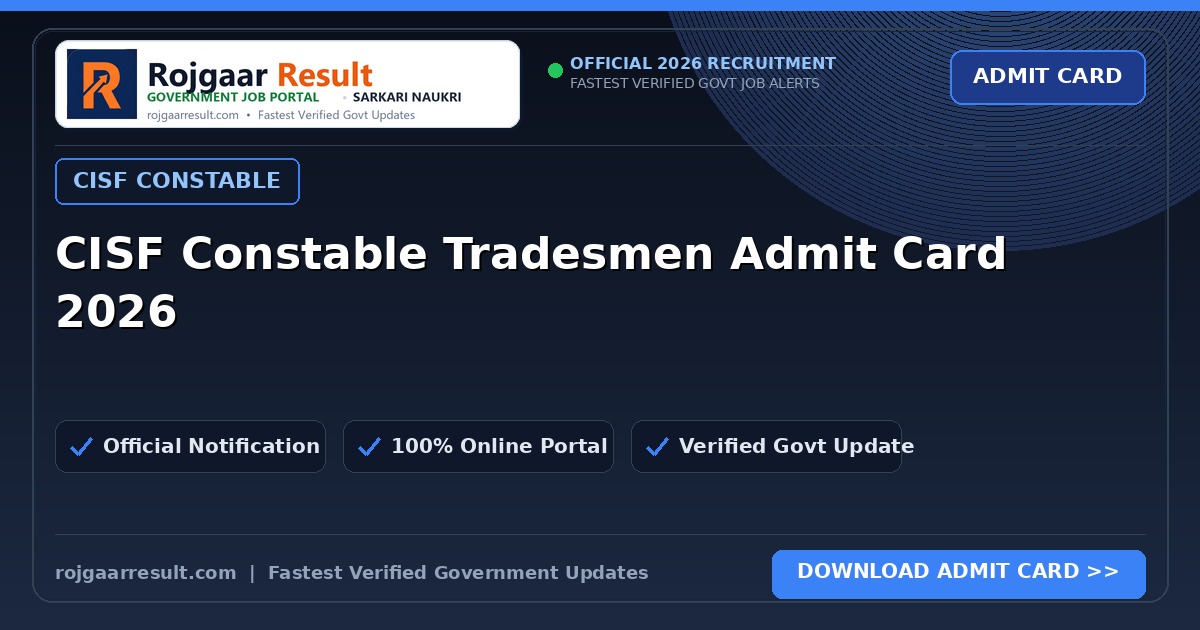 Rojgaar Result
GOVERNMENT JOB PORTAL • SARKARI NAUKRI
rojgaarresult.com • Fastest Verified Govt Updates
OFFICIAL 2026 RECRUITMENT
FASTEST VERIFIED GOVT JOB ALERTS
ADMIT CARD
CISF CONSTABLE
CISF Constable Tradesmen Admit Card
2026
Official Notification
100% Online Portal
Verified Govt Update
rojgaarresult.com | Fastest Verified Government Updates
DOWNLOAD ADMIT CARD >>